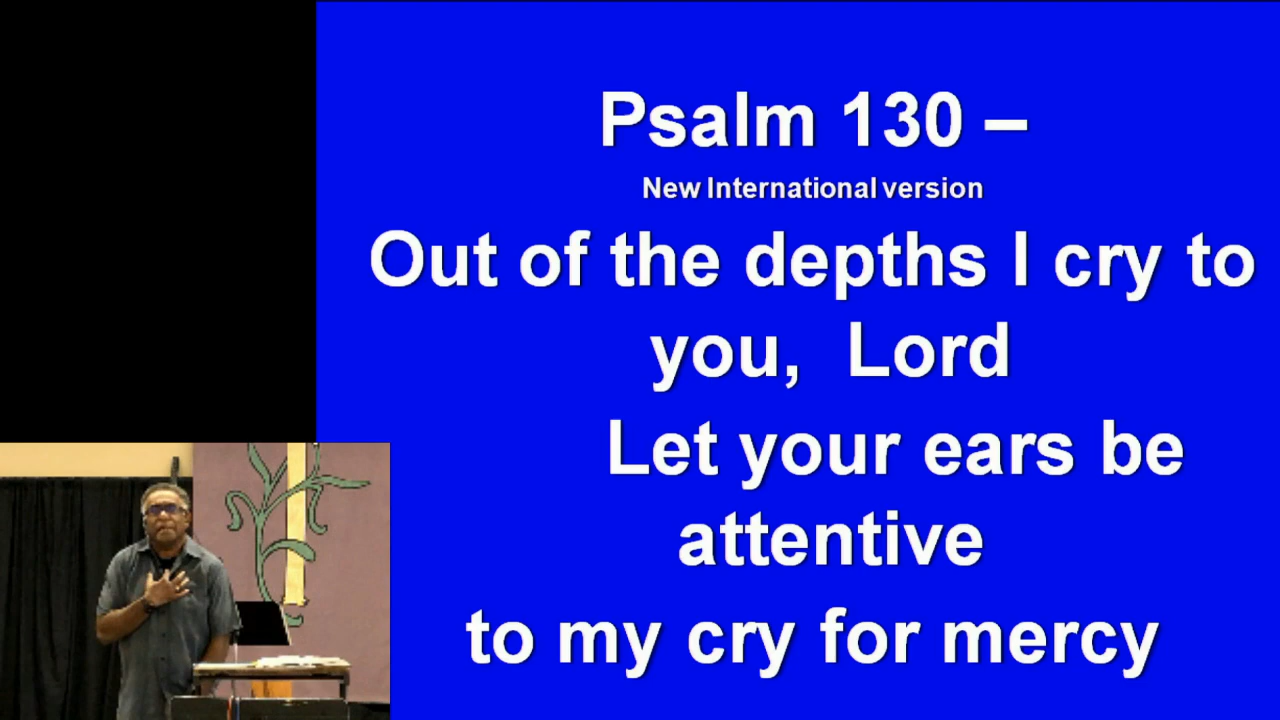 Psalm 130 –
New International version
Out of the depths I cry to
you, Lord
Let your ears be
attentive
to my cry for mercy